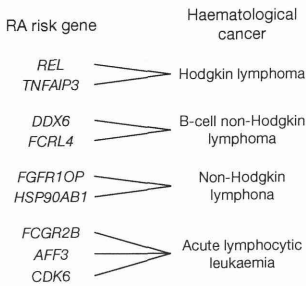 RA risk gene
Haematological
cancer
REL
TNFAIP3
Hodgkin lymphoma
DDX6
FCRL4
B-cell non-Hodgkin
lymphoma
FGFR1OP
HSP90AB1
Non-Hodgkin
lymphona
FCGR2B
AFF3
CDK6
Acute lymphocytic
leukaemia